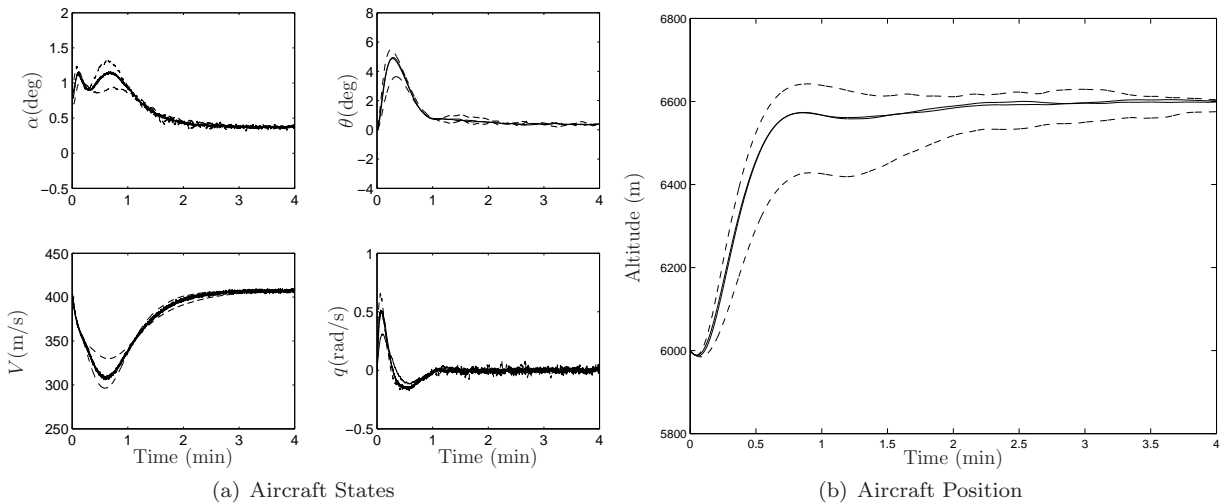 2
1.5
1
0.5
0
−0.5
α(deg)
0 1 2 3 4
8
6
4
2
0
−2
−4
θ(deg)
0 1 2 3 4
450
400
350
300
250
V(m/s)
0 1 2 3 4
Time (min)
1
0.5
0
−0.5
q(rad/s)
0 1 2 3 4
Time (min)
(a) Aircraft States
6800
6600
6400
6200
6000
5800
Altitude (m)
0 0.5 1 1.5 2 2.5 3 3.5 4
Time (min)
(b) Aircraft Position